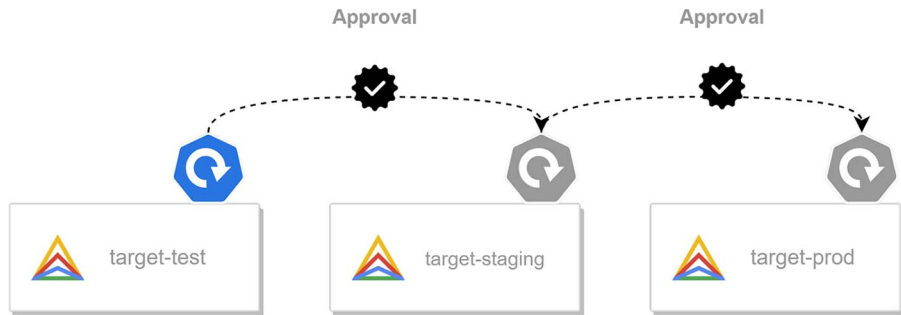 Approval
Approval
target-test
target-staging
target-prod